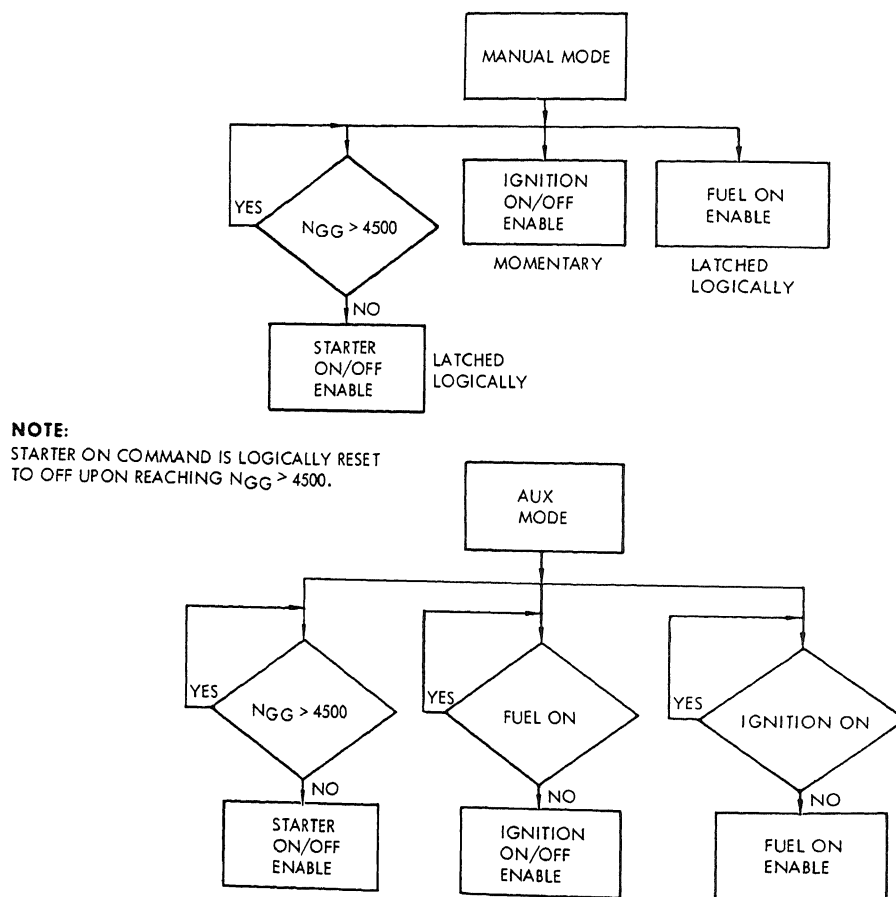 MANUAL MODE
YES
NGG > 4500
IGNITION
ON/OFF
ENABLE
MOMENTARY
FUEL ON
ENABLE
LATCHED
LOGICALLY
NO
STARTER
ON/OFF
ENABLE
LATCHED
LOGICALLY
NOTE:
STARTER ON COMMAND IS LOGICALLY RESET
TO OFF UPON REACHING NGG > 4500.
AUX
MODE
YES
NGG > 4500
YES
FUEL ON
YES
IGNITION ON
NO
NO
NO
STARTER
ON/OFF
ENABLE
IGNITION
ON/OFF
ENABLE
FUEL ON
ENABLE